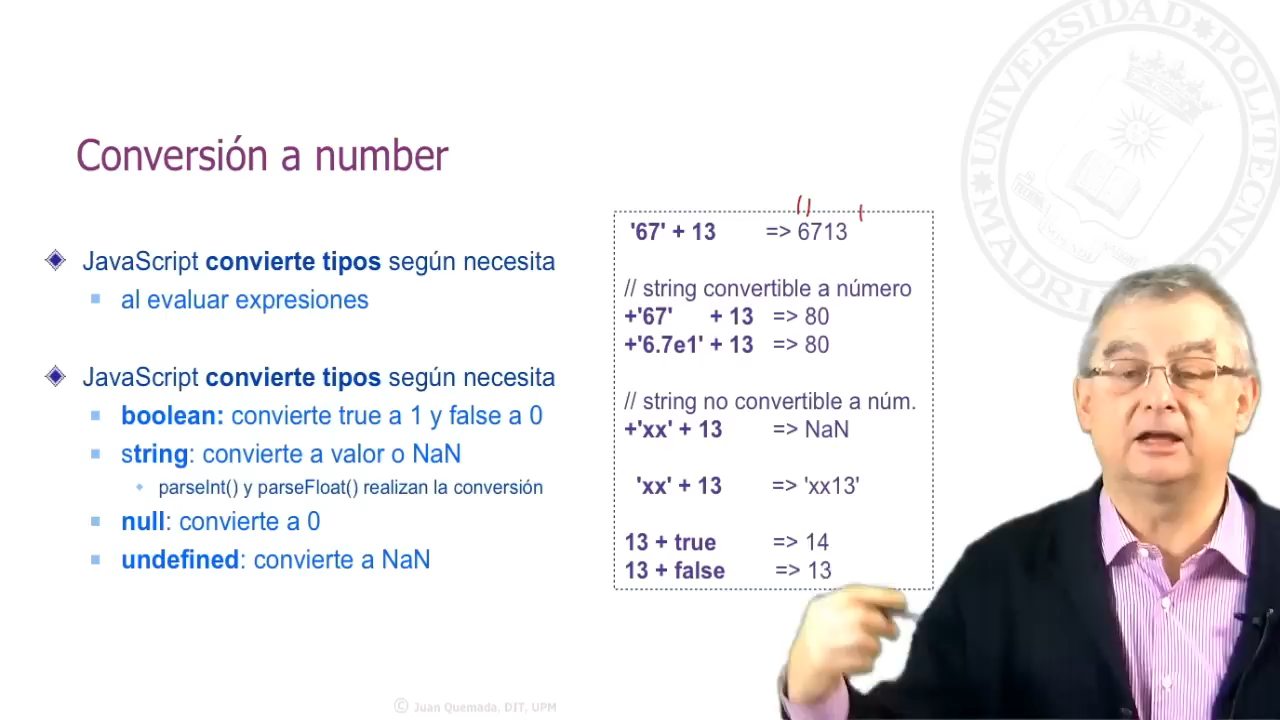 UNIVERSIDAD POLITÉCNICA
MADRID
Conversión a number
JavaScript convierte tipos según necesita
al evaluar expresiones
JavaScript convierte tipos según necesita
boolean: convierte true a 1 y false a 0
string: convierte a valor o NaN
parseInt() y parseFloat() realizan la conversión
null: convierte a 0
undefined: convierte a NaN
'67' + 13 => 6713
// string convertible a número
+'67' + 13 => 80
+'6.7e1' + 13 => 80
// string no convertible a núm.
+'xx' + 13 => NaN
'xx' + 13 => 'xx13'
13 + true => 14
13 + false => 13
© Juan Quemada, DIT, UPM